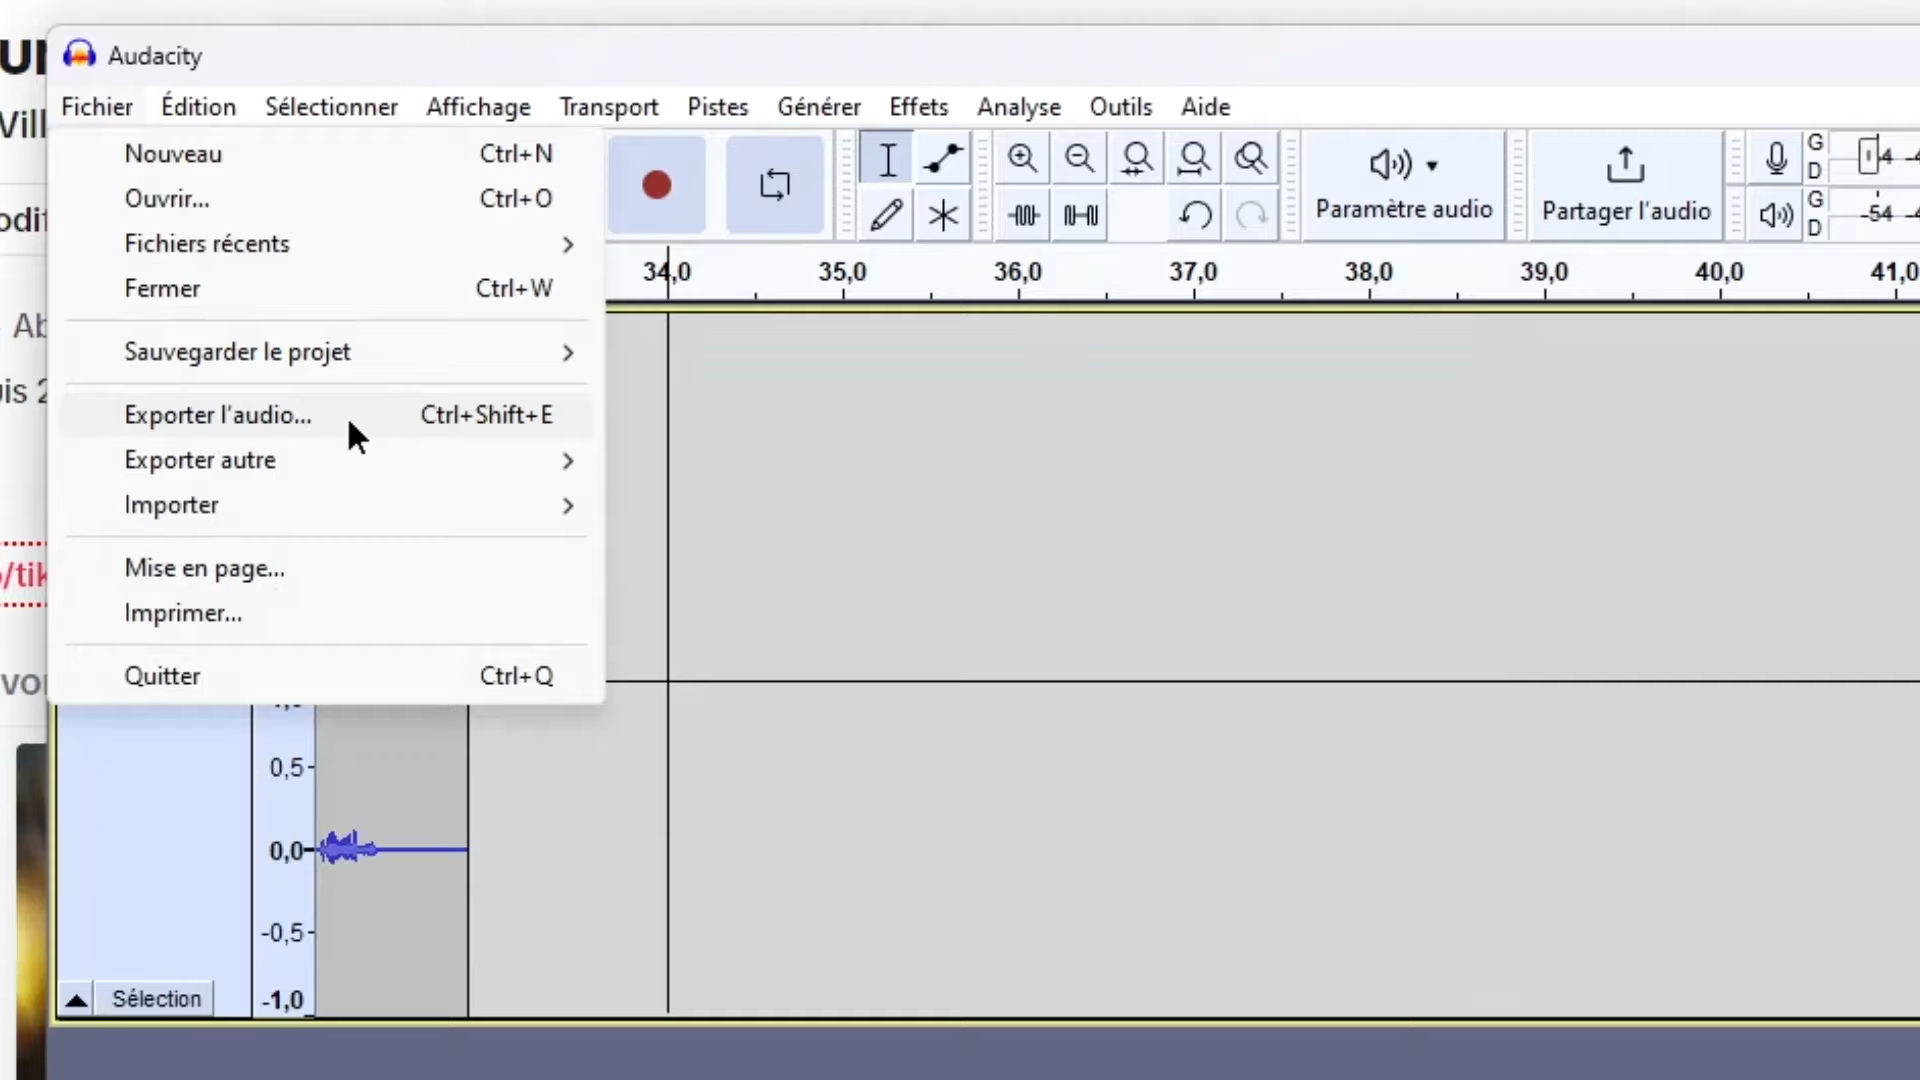 Audacity
Fichier Édition Sélectionner Affichage Transport Pistes Générer Effets Analyse Outils Aide
Nouveau Ctrl+N
Ouvrir... Ctrl+O
Fichiers récents
Fermer Ctrl+W
Sauvegarder le projet
Exporter l'audio... Ctrl+Shift+E
Exporter autre
Importer
Mise en page...
Imprimer...
Quitter Ctrl+Q
Paramètre audio
Partager l'audio
G
D
G
D
-54
34,0 35,0 36,0 37,0 38,0 39,0 40,0 41,0
0,5
0,0
-0,5
-1,0
Sélection